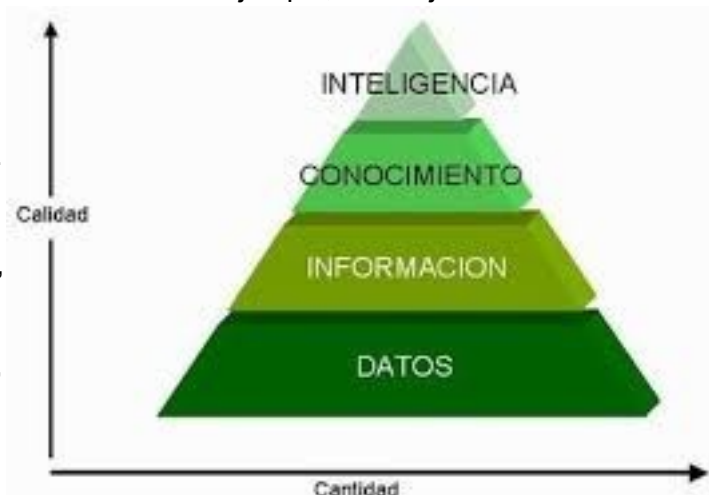 INTELIGENCIA
CONOCIMIENTO
Calidad
INFORMACION
DATOS
Cantidad